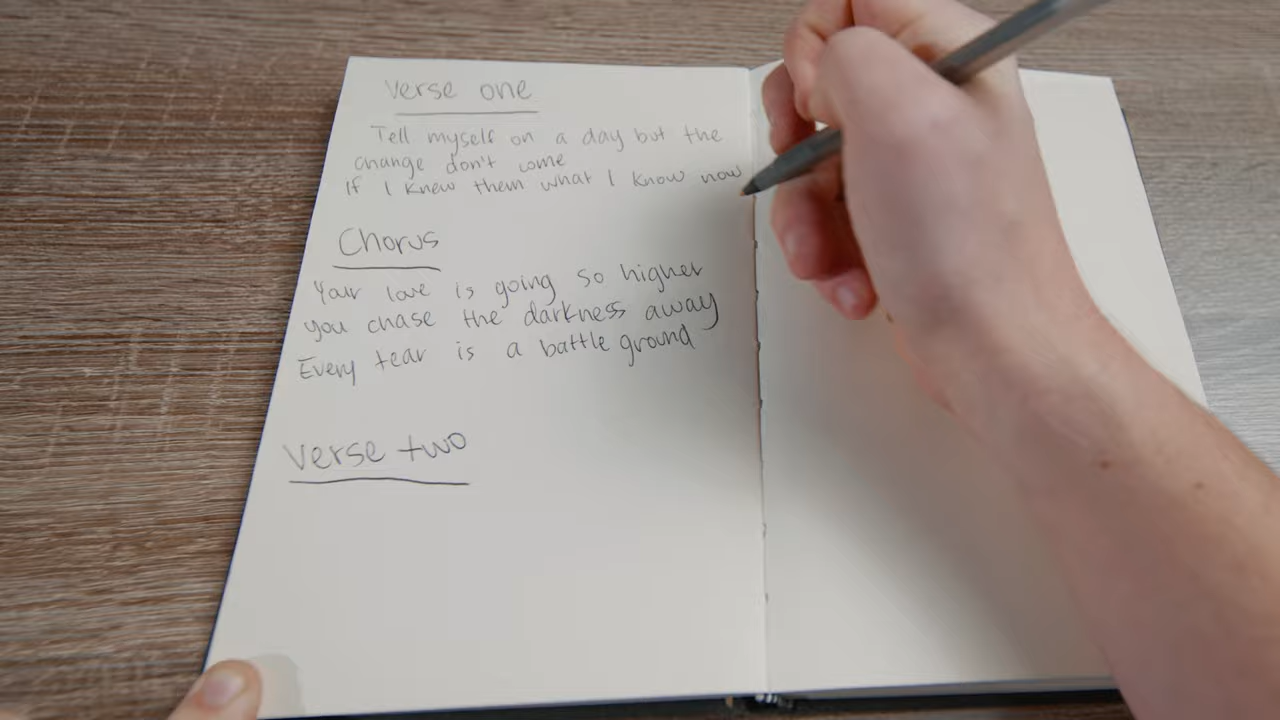 Verse one
Tell myself on a day but the
change don't come
If I knew them what I know now
Chorus
Your love is going so higher
you chase the darkness away
Every tear is a battle ground
Verse two